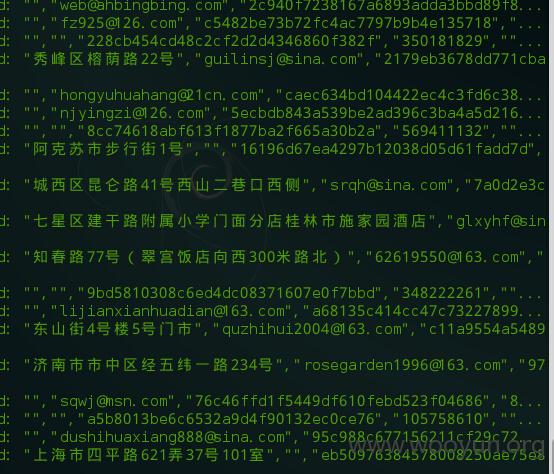 d: "","web@ahbingbing.com","2c940f7238167a6893adda3bbd89f8...
d: "","fz925@126.com","c5482be73b72fc4ac7797b9b4e135718","...
d: "","","228cb454cd48c2cf2d2d4346860f382f","350181829","...
d: "秀峰区榕荫路22号","guilinsj@sina.com","2179eb3678dd771cba
d: "","hongyuhuahang@21cn.com","caec634bd104422ec4c3fd6c38...
d: "","njyingzi@126.com","5ecbdb843a539be2ad396c3ba4a5d216...
d: "","","8cc74618abf613f1877ba2f665a30b2a","569411132","...
d: "阿克苏市步行街1号","","16196d67ea4297b12038d05d61fadd7d",
d: "城西区昆仑路41号西山二巷口西侧","srqh@sina.com","7a0d2e3c
d: "七星区建干路附属小学门面分店桂林市施家园酒店","glxyhf@sin
d: "知春路77号（翠宫饭店向西300米路北）","62619550@163.com","
d: "","","9bd5810308c6ed4dc08371607e0f7bbd","348222261",""...
d: "","lijianxianhuadian@163.com","a68135c414cc47c73227899...
d: "东山街4号楼5号门市","quzhihui2004@163.com","c11a9554a5489
d: "济南市市中区经五纬一路234号","rosegarden1996@163.com","97
d: "","sqwj@msn.com","76c46ffd1f5449df610febd523f04686","8...
d: "","","a5b8013be6c6532a9d4f90132ec0ce76","105758610",""...
d: "","dushihuaxiang888@sina.com","95c988c677155211cf20c72
www.wooyun.org
d: "上海市四平路621弄37号101室","",